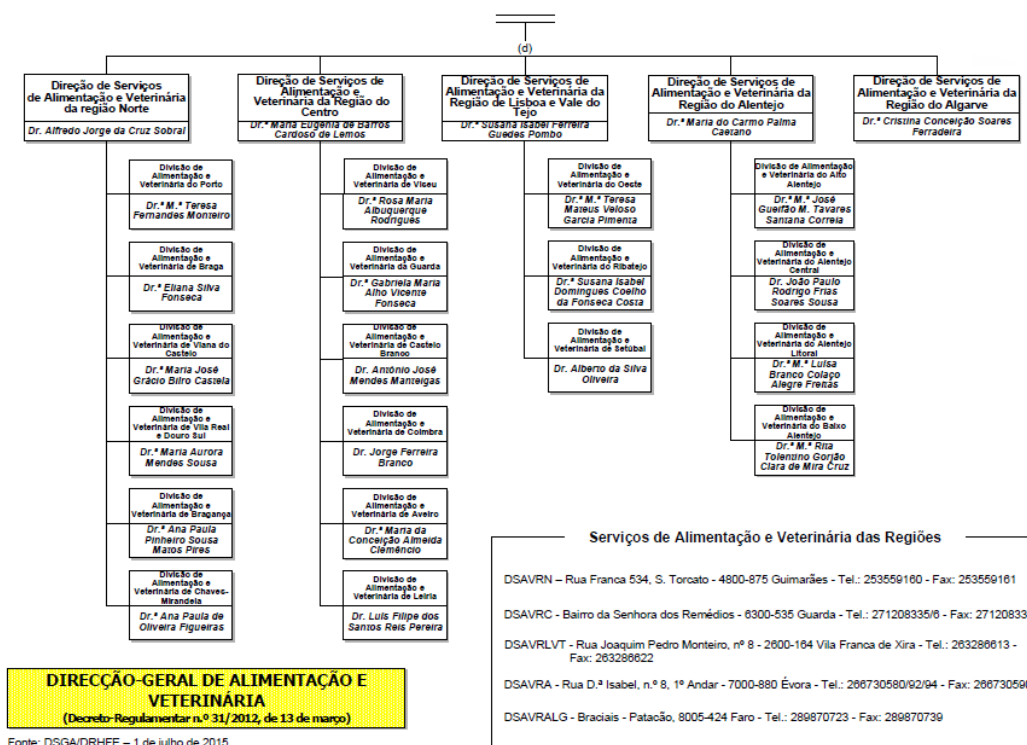 (d)
Direção de Serviços
de Alimentação e Veterinária
da região Norte
Dr. Alfredo Jorge da Cruz Sobral
Direção de Serviços de
Alimentação e
Veterinária da Região do
Centro
Dr.ª Maria Eugénia de Barros
Cardoso de Lemos
Direção de Serviços de
Alimentação e Veterinária da
Região de Lisboa e Vale do
Tejo
Dr.ª Susana Isabel Ferreira
Guedes Pombo
Direção de Serviços de
Alimentação e Veterinária da
Região do Alentejo
Dr.ª Maria do Carmo Palma
Caetano
Direção de Serviços de
Alimentação e Veterinária da
Região do Algarve
Dr.ª Cristina Conceição Soares
Ferradeira
Divisão de
Alimentação e
Veterinária do Porto
Dr.ª M.ª Teresa
Fernandes Monteiro
Divisão de
Alimentação e
Veterinária de Braga
Dr.ª Eliana Silva
Fonseca
Divisão de
Alimentação e
Veterinária de Viana do
Castelo
Dr.ª Maria José
Grácio Bilro Castela
Divisão de
Alimentação e
Veterinária de Vila Real
e Douro Sul
Dr.ª Maria Aurora
Mendes Sousa
Divisão de
Alimentação e
Veterinária de Bragança
Dr.ª Ana Paula
Pinheiro Sousa
Matos Pires
Divisão de
Alimentação e
Veterinária de Chaves-
Mirandela
Dr.ª Ana Paula de
Oliveira Figueiras
Divisão de
Alimentação e
Veterinária de Viseu
Dr.ª Rosa Maria
Albuquerque
Rodrigues
Divisão de
Alimentação e
Veterinária da Guarda
Dr.ª Gabriela Maria
Alho Vicente
Fonseca
Divisão de
Alimentação e
Veterinária de Castelo
Branco
Dr. António José
Mendes Manteigas
Divisão de
Alimentação e
Veterinária de Coimbra
Dr. Jorge Ferreira
Branco
Divisão de
Alimentação e
Veterinária de Aveiro
Dr.ª Maria da
Conceição Almeida
Clemêncio
Divisão de
Alimentação e
Veterinária de Leiria
Dr. Luis Filipe dos
Santos Reis Pereira
Divisão de
Alimentação e
Veterinária do Oeste
Dr.ª M.ª Teresa
Mateus Veloso
Garcia Pimenta
Divisão de
Alimentação e
Veterinária do Ribatejo
Dr.ª Susana Isabel
Domingues Coelho
da Fonseca Costa
Divisão de
Alimentação e
Veterinária de Setúbal
Dr. Alberto da Silva
Oliveira
Divisão de Alimentação
e Veterinária do Alto
Alentejo
Dr.ª M.ª José
Gueifão M. Tavares
Santana Correia
Divisão de
Alimentação e
Veterinária do Alentejo
Central
Dr. João Paulo
Rodrigo Frias
Soares Sousa
Divisão de
Alimentação e
Veterinária do Alentejo
Litoral
Dr.ª M.ª Luisa
Branco Colaço
Alegre Freitas
Divisão de
Alimentação e
Veterinária do Baixo
Alentejo
Dr.ª M.ª Rita
Tolentino Gorjão
Clara de Mira Cruz
Serviços de Alimentação e Veterinária das Regiões
DSAVRN – Rua Franca 534, S. Torcato - 4800-875 Guimarães - Tel.: 253559160 - Fax: 253559161
DSAVRC - Bairro da Senhora dos Remédios - 6300-535 Guarda - Tel.: 271208335/6 - Fax: 27120833
DSAVRLVT - Rua Joaquim Pedro Monteiro, nº 8 - 2600-164 Vila Franca de Xira - Tel.: 263286613 -
Fax: 263286622
DSAVRA - Rua D.ª Isabel, n.º 8, 1º Andar - 7000-880 Évora - Tel.: 266730580/92/94 - Fax: 266730590
DSAVRALG - Braciais - Patacão, 8005-424 Faro - Tel.: 289870723 - Fax: 289870739
DIRECÇÃO-GERAL DE ALIMENTAÇÃO E
VETERINÁRIA
(Decreto-Regulamentar n.º 31/2012, de 13 de março)
Fonte: DSGA/DRHFE – 1 de julho de 2015